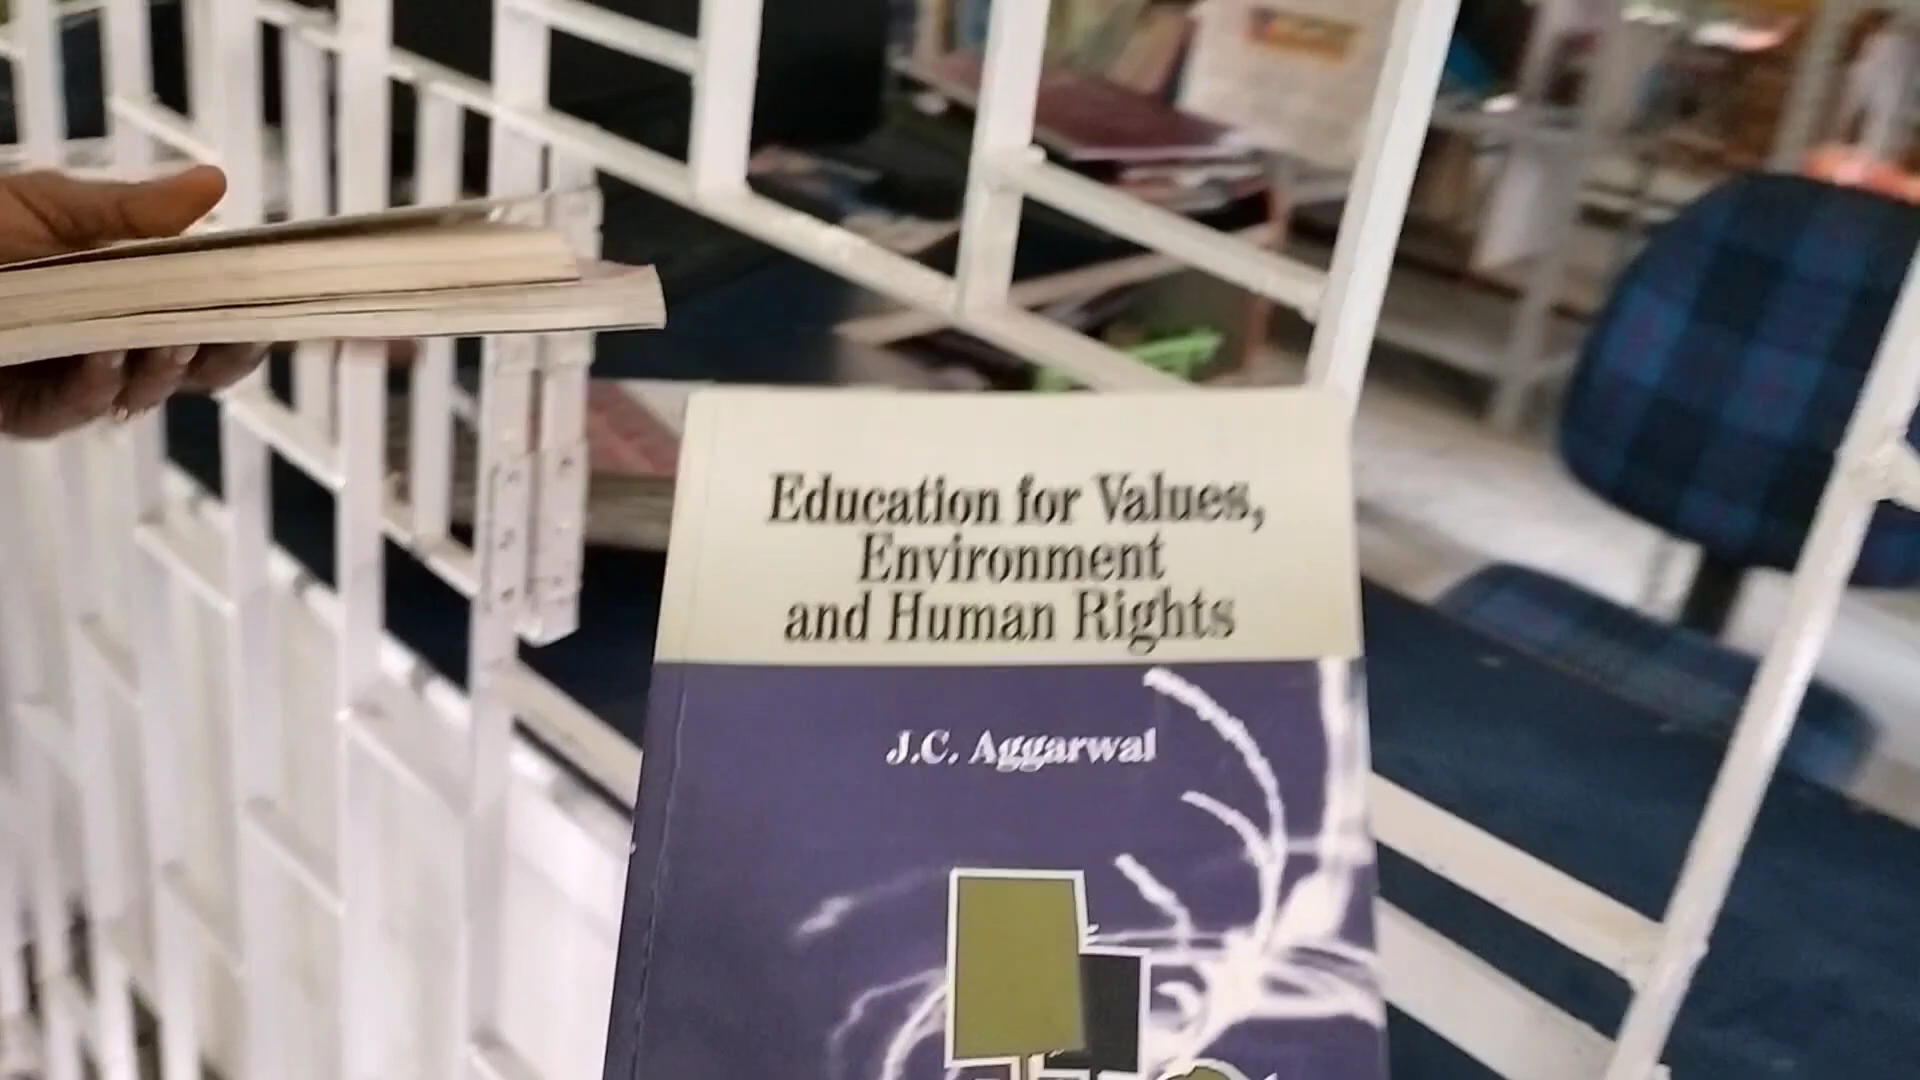 Education for Values,
Environment
and Human Rights
J.C. Aggarwal